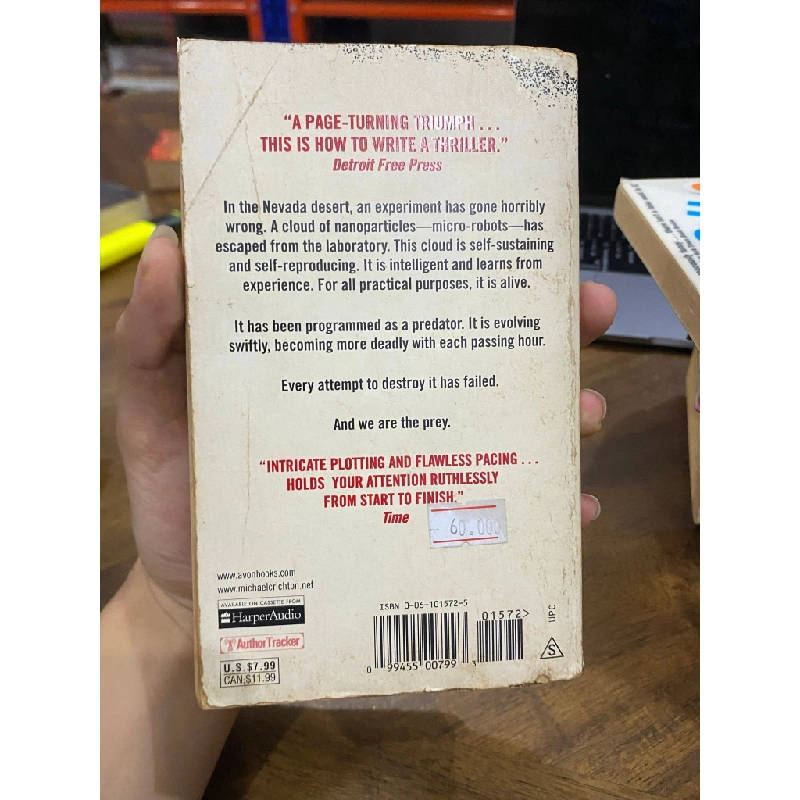 “A PAGE-TURNING TRIUMPH . . .
THIS IS HOW TO WRITE A THRILLER.”
Detroit Free Press
In the Nevada desert, an experiment has gone horribly
wrong. A cloud of nanoparticles—micro-robots—has
escaped from the laboratory. This cloud is self-sustaining
and self-reproducing. It is intelligent and learns from
experience. For all practical purposes, it is alive.
It has been programmed as a predator. It is evolving
swiftly, becoming more deadly with each passing hour.
Every attempt to destroy it has failed.
And we are the prey.
“INTRICATE PLOTTING AND FLAWLESS PACING . . .
HOLDS YOUR ATTENTION RUTHLESSLY
FROM START TO FINISH.”
Time
60.000
www.avonbooks.com
www.michaelcrichton.net
AVAILABLE ON CASSETTE FROM
HarperAudio
AuthorTracker
U.S. $7.99
CAN. $11.99
ISBN 0-06-101572-5
01572>
0 99455 00799 3
UPC
S